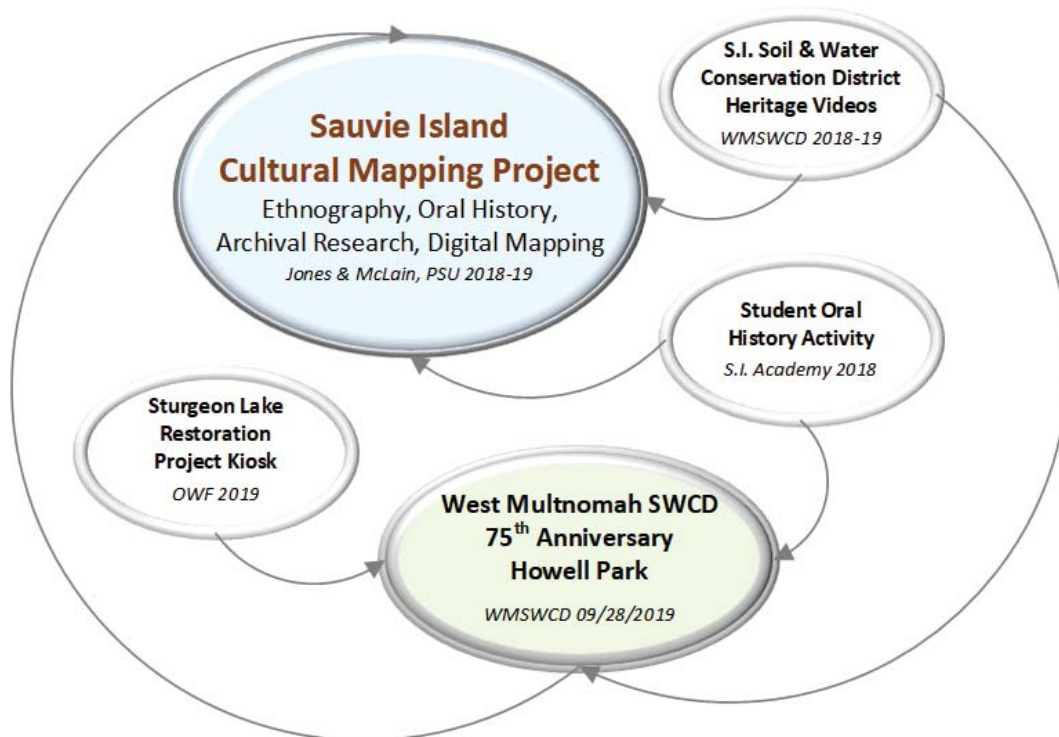 Sauvie Island
Cultural Mapping Project
Ethnography, Oral History,
Archival Research, Digital Mapping
Jones & McLain, PSU 2018-19
S.I. Soil & Water
Conservation District
Heritage Videos
WMSWCD 2018-19
Student Oral
History Activity
S.I. Academy 2018
Sturgeon Lake
Restoration
Project Kiosk
OWF 2019
West Multnomah SWCD
75th Anniversary
Howell Park
WMSWCD 09/28/2019